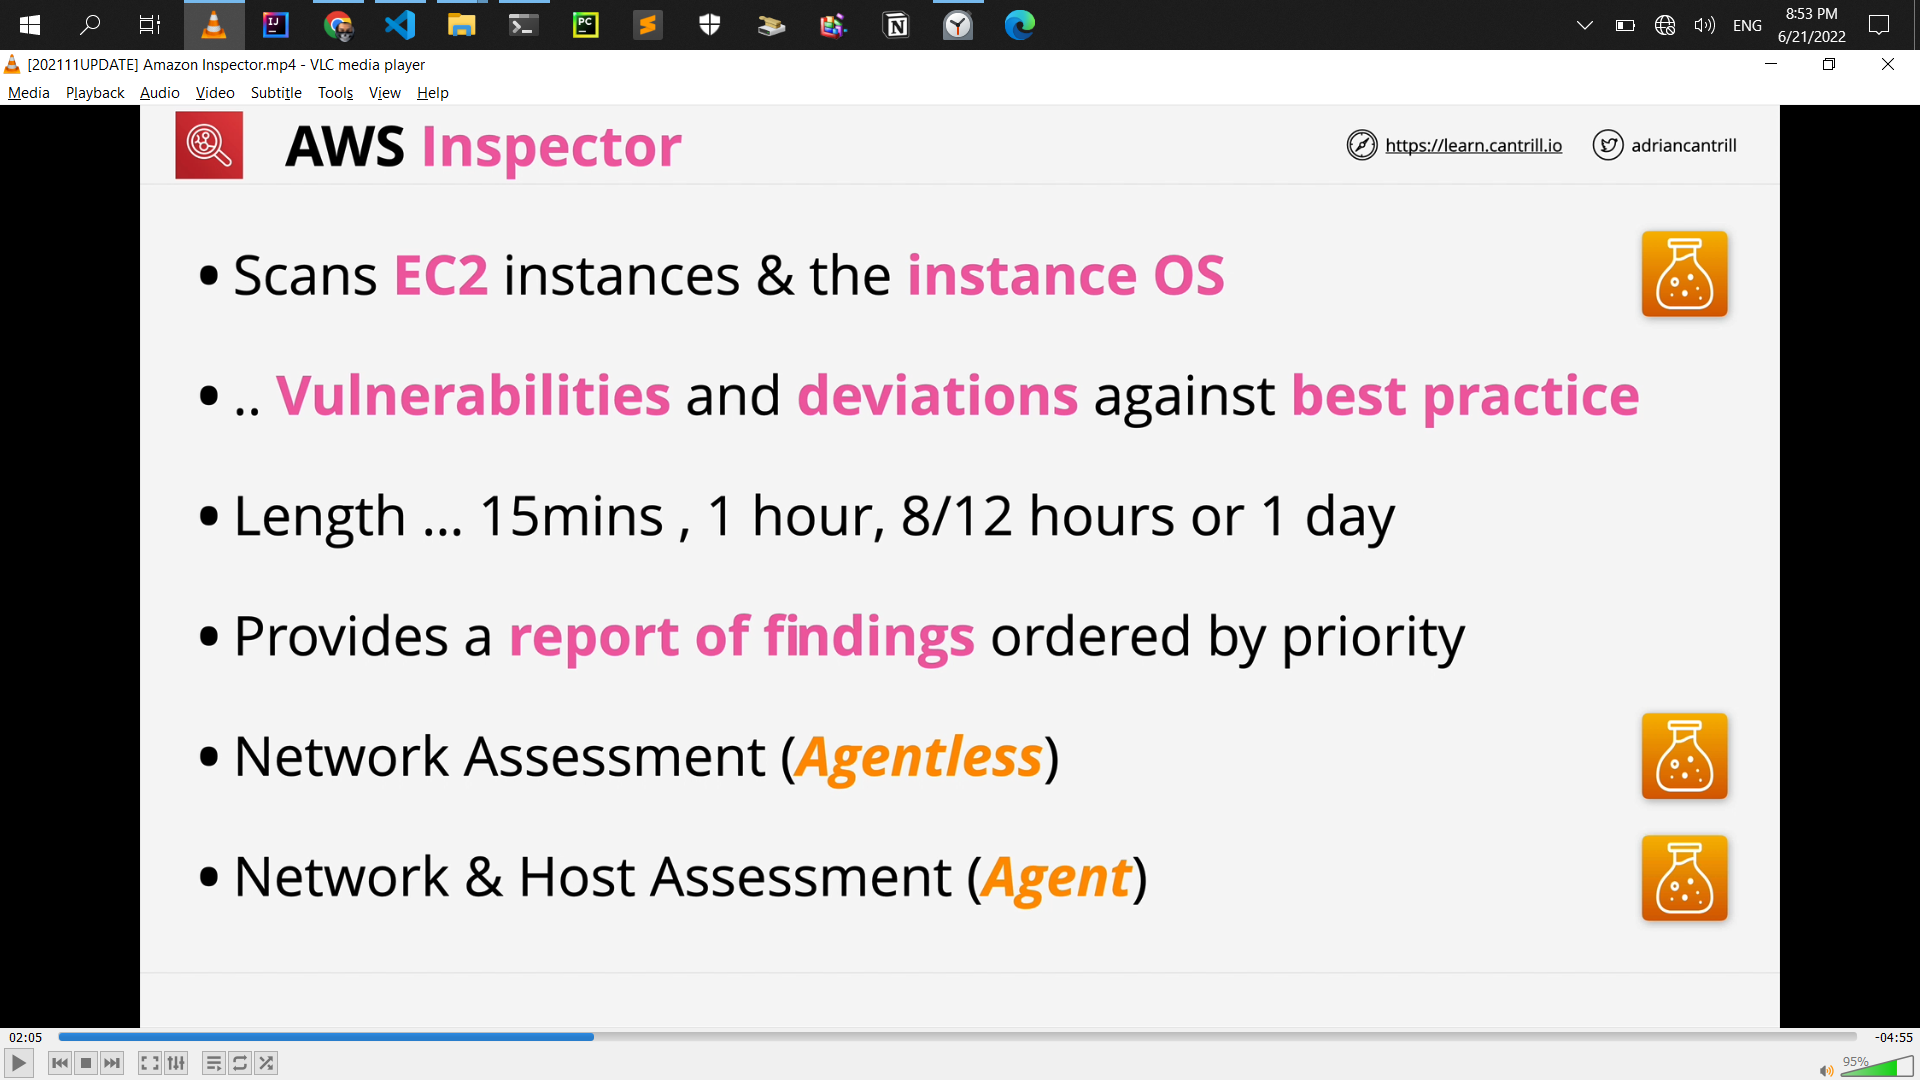 8:53 PM
ENG
6/21/2022
[202111UPDATE] Amazon Inspector.mp4 - VLC media player
Media Playback Audio Video Subtitle Tools View Help
AWS Inspector
https://learn.cantrill.io
adriancantrill
• Scans EC2 instances & the instance OS
• .. Vulnerabilities and deviations against best practice
• Length ... 15mins , 1 hour, 8/12 hours or 1 day
• Provides a report of findings ordered by priority
• Network Assessment (Agentless)
• Network & Host Assessment (Agent)
02:05
-04:55
95%